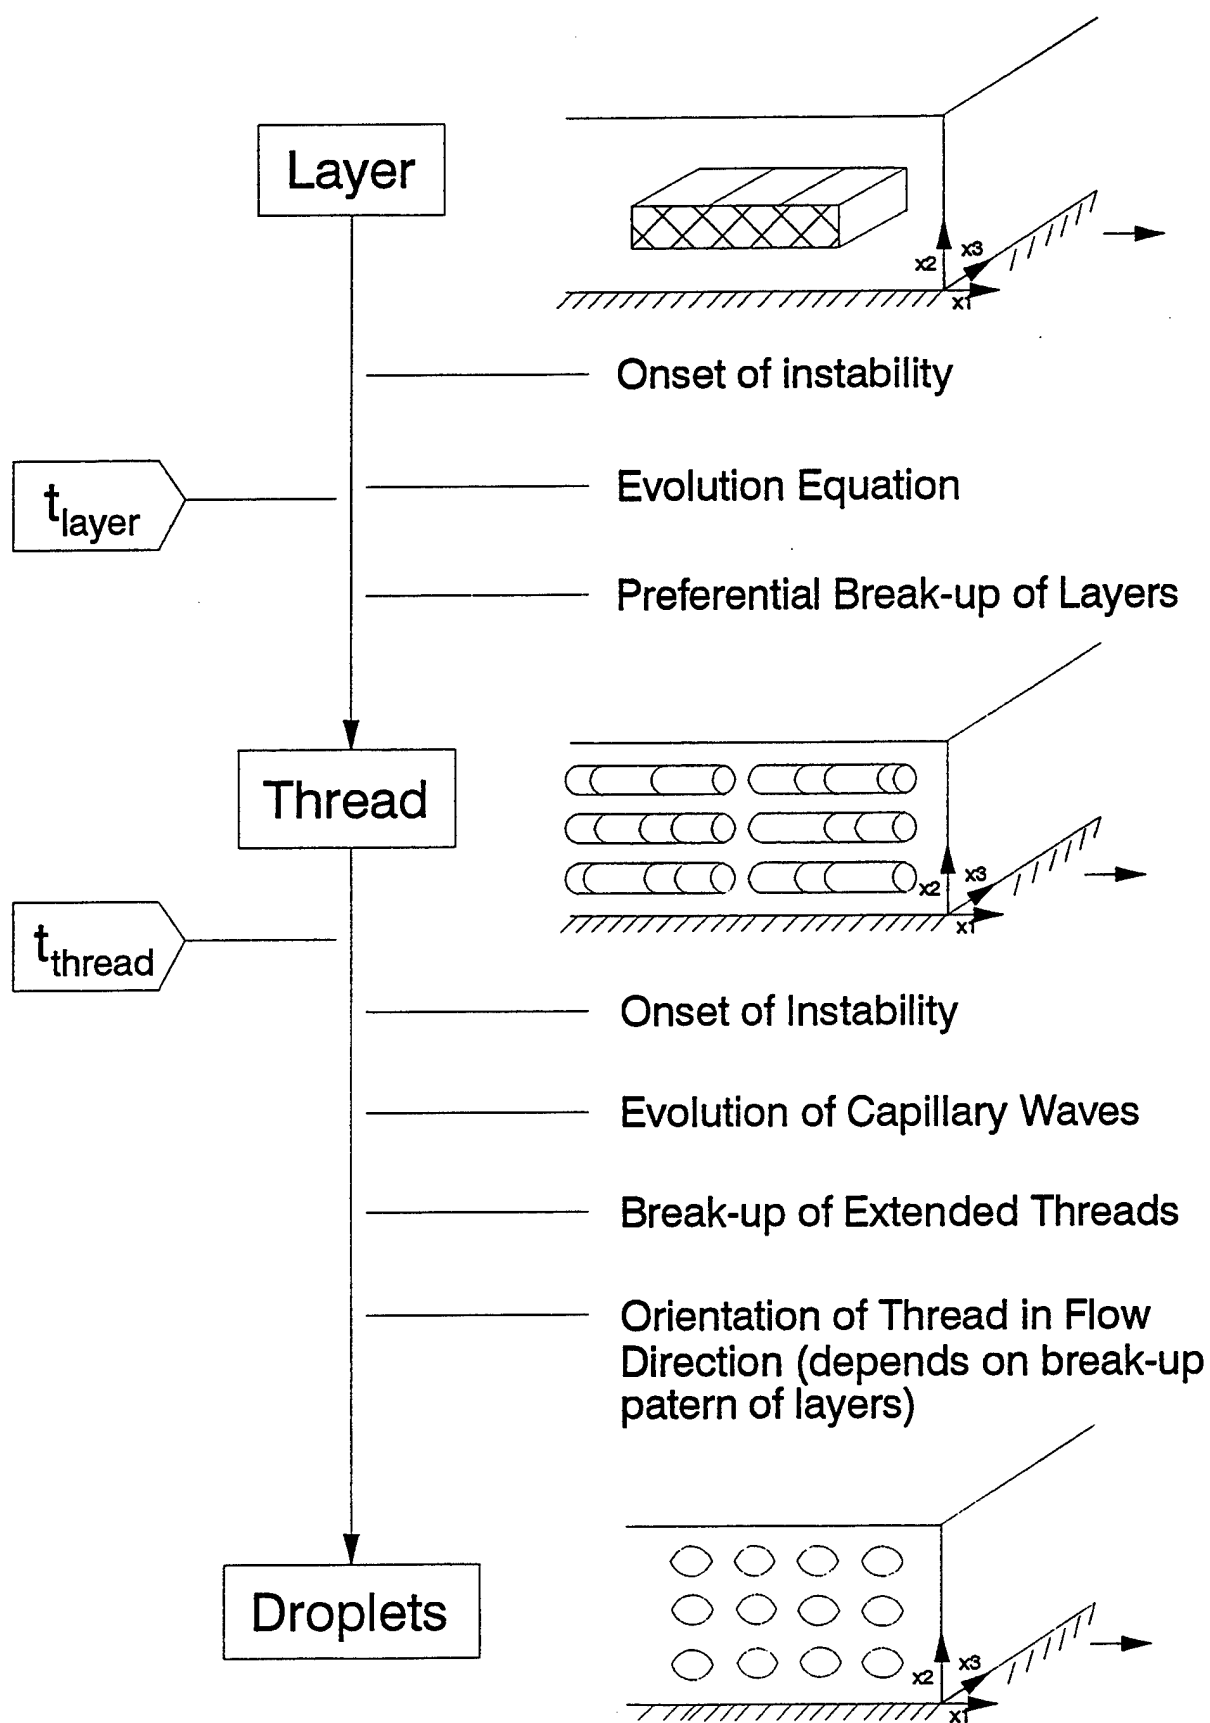 Layer
x2
x3
x1
Onset of instability
t layer
Evolution Equation
Preferential Break-up of Layers
Thread
x2
x3
x1
t thread
Onset of Instability
Evolution of Capillary Waves
Break-up of Extended Threads
Orientation of Thread in Flow
Direction (depends on break-up
patern of layers)
Droplets
x2
x3
x1